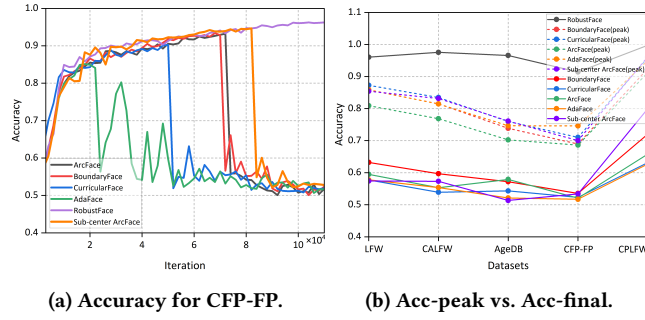 1.0
0.9
0.8
0.7
0.6
0.5
0.4
Accuracy
ArcFace
BoundaryFace
CurricularFace
AdaFace
RobustFace
Sub-center ArcFace
2 4 6 8 10 ×10⁴
Iteration
(a) Accuracy for CFP-FP.
1.1
1.0
0.9
0.8
0.7
0.6
0.5
0.4
Accuracy
RobustFace
BoundaryFace(peak)
CurricularFace(peak)
ArcFace(peak)
AdaFace(peak)
Sub-center ArcFace(peak)
BoundaryFace
CurricularFace
ArcFace
AdaFace
Sub-center ArcFace
LFW CALFW AgeDB CFP-FP CPLFW
Datasets
(b) Acc-peak vs. Acc-final.